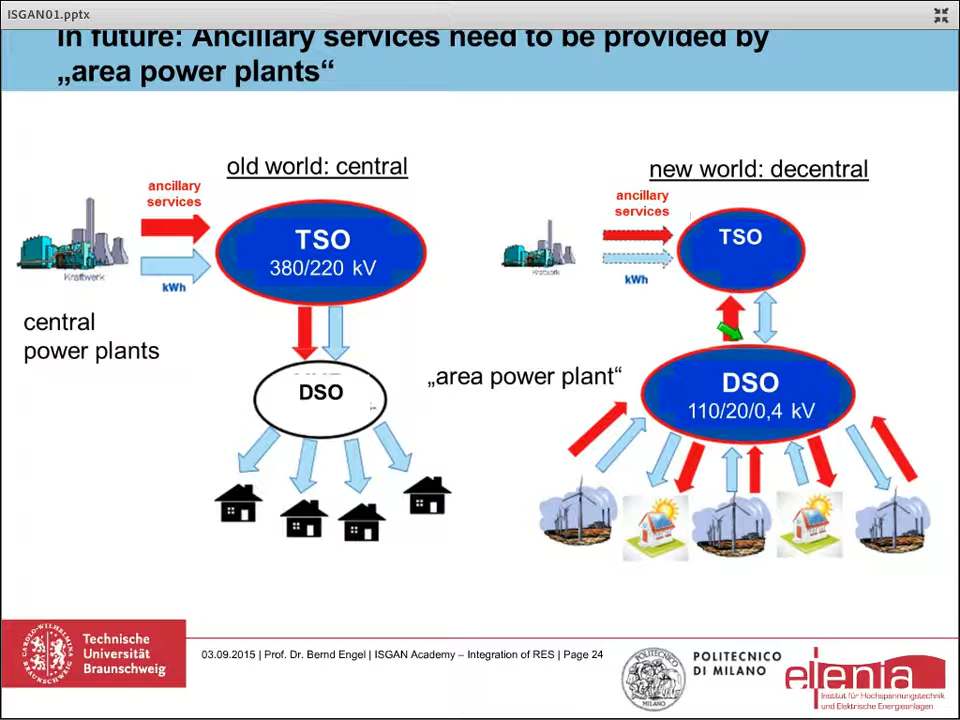 ISGAN01.pptx
In future: Ancillary services need to be provided by
„area power plants“
old world: central
new world: decentral
ancillary
services
TSO
380/220 kV
Kraftwerk
kWh
central
power plants
DSO
ancillary
services
TSO
Kraftwerk
kWh
„area power plant“
DSO
110/20/0,4 kV
Technische
Universität
Braunschweig
03.09.2015 | Prof. Dr. Bernd Engel | ISGAN Academy – Integration of RES | Page 24
POLITECNICO
DI MILANO
elenia
Institut für Hochspannungstechnik
und Elektrische Energieanlagen